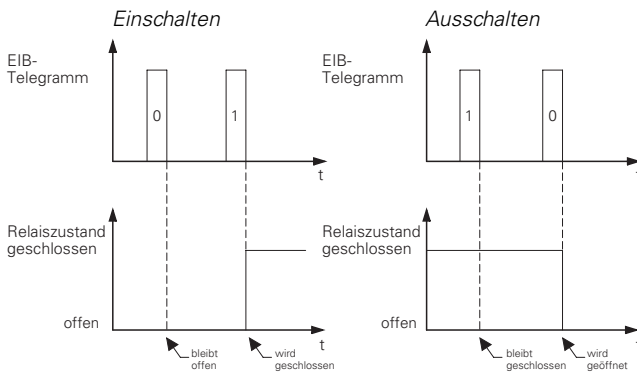 Einschalten
EIB-
Telegramm
0
1
t
Relaiszustand
geschlossen
offen
t
bleibt
offen
wird
geschlossen
Ausschalten
EIB-
Telegramm
1
0
t
Relaiszustand
geschlossen
offen
t
bleibt
geschlossen
wird
geöffnet